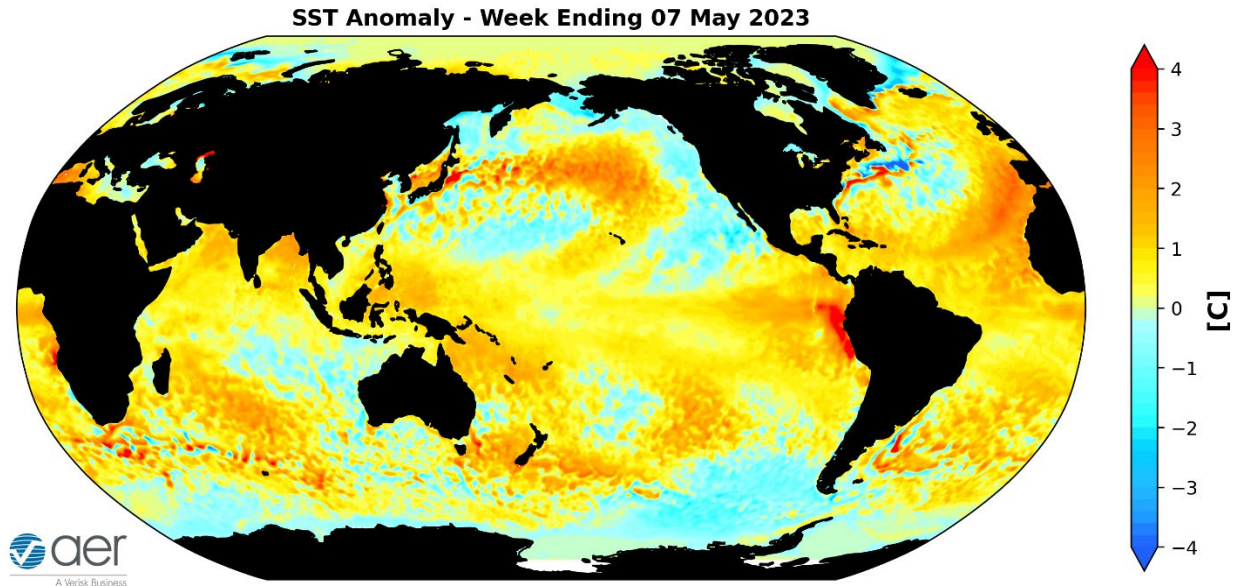 SST Anomaly - Week Ending 07 May 2023
4
3
2
1
0
−1
−2
−3
−4
[C]
aer
A Verisk Business